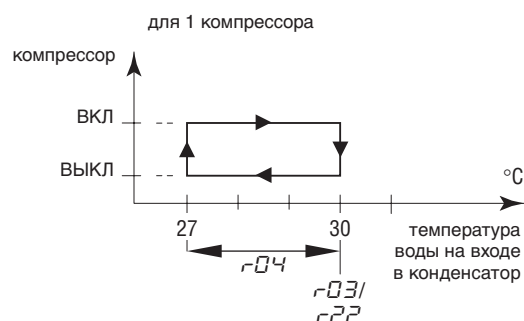 для 1 компрессора
компрессор
ВКЛ
ВЫКЛ
°C
27
30
температура
воды на входе
в конденсатор
r04
r03/
r22